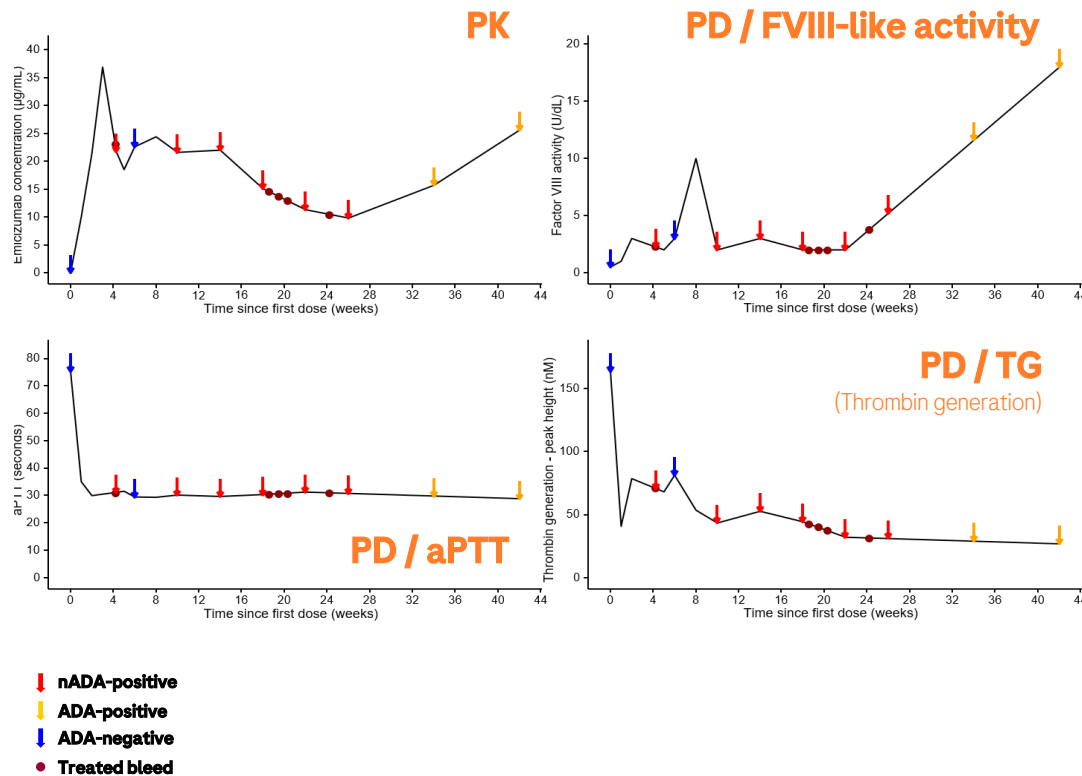 PK
PD / FVIII-like activity
Emicizumab concentration (µg/mL)
40
35
30
25
20
15
10
5
0
0 4 8 12 16 20 24 28 32 36 40 44
Time since first dose (weeks)
Factor VIII activity (U/dL)
20
15
10
5
0
0 4 8 12 16 20 24 28 32 36 40 44
Time since first dose (weeks)
aPTT (seconds)
80
70
60
50
40
30
20
10
0
PD / aPTT
0 4 8 12 16 20 24 28 32 36 40 44
Time since first dose (weeks)
PD / TG
(Thrombin generation)
Thrombin generation - peak height (nM)
150
100
50
0
0 4 8 12 16 20 24 28 32 36 40 44
Time since first dose (weeks)
nADA-positive
ADA-positive
ADA-negative
Treated bleed